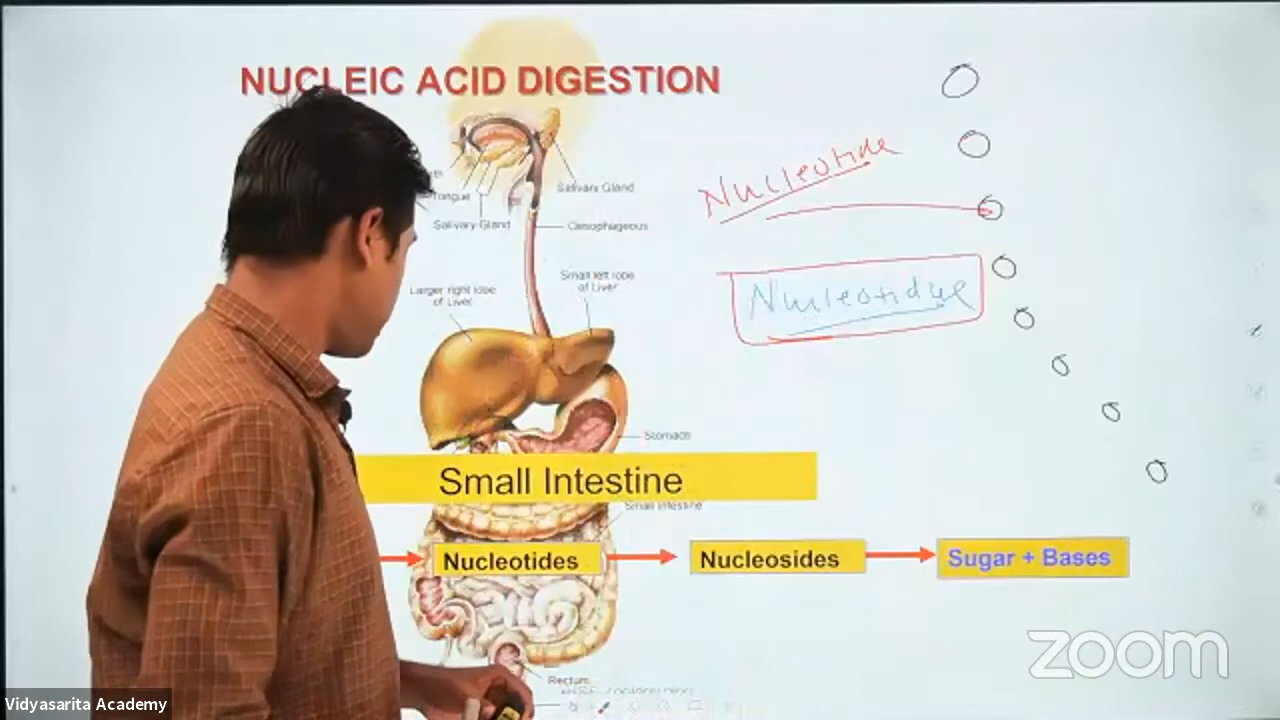 NUCLEIC ACID DIGESTION
Nucleotide
Salivary Gland
Tongue
Salivary Gland
Oesophageous
Small left lobe
of Liver
Larger right lobe
of Liver
Nucleotidue
Stomach
Small Intestine
Small Intestine
Nucleotides
Nucleosides
Sugar + Bases
zoom
Rectum
Vidyasarita Academy